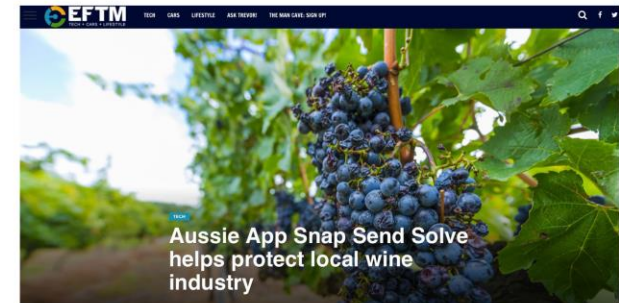 EFTM
TECH • CARS • LIFESTYLE
TECH CARS LIFESTYLE ASK TREVOR! THE MAN CAVE: SIGN UP!
TECH
Aussie App Snap Send Solve
helps protect local wine
industry